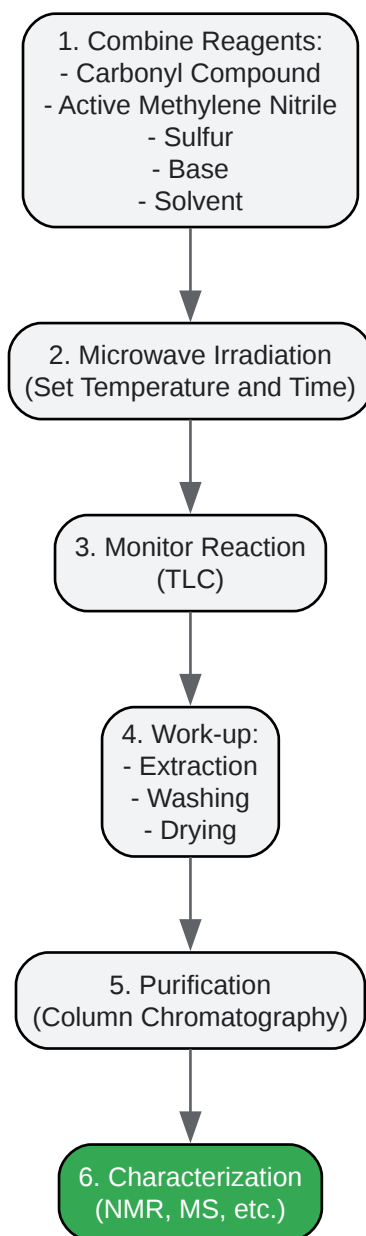 1. Combine Reagents:
- Carbonyl Compound
- Active Methylene Nitrile
- Sulfur
- Base
- Solvent
2. Microwave Irradiation
(Set Temperature and Time)
3. Monitor Reaction
(TLC)
4. Work-up:
- Extraction
- Washing
- Drying
5. Purification
(Column Chromatography)
6. Characterization
(NMR, MS, etc.)